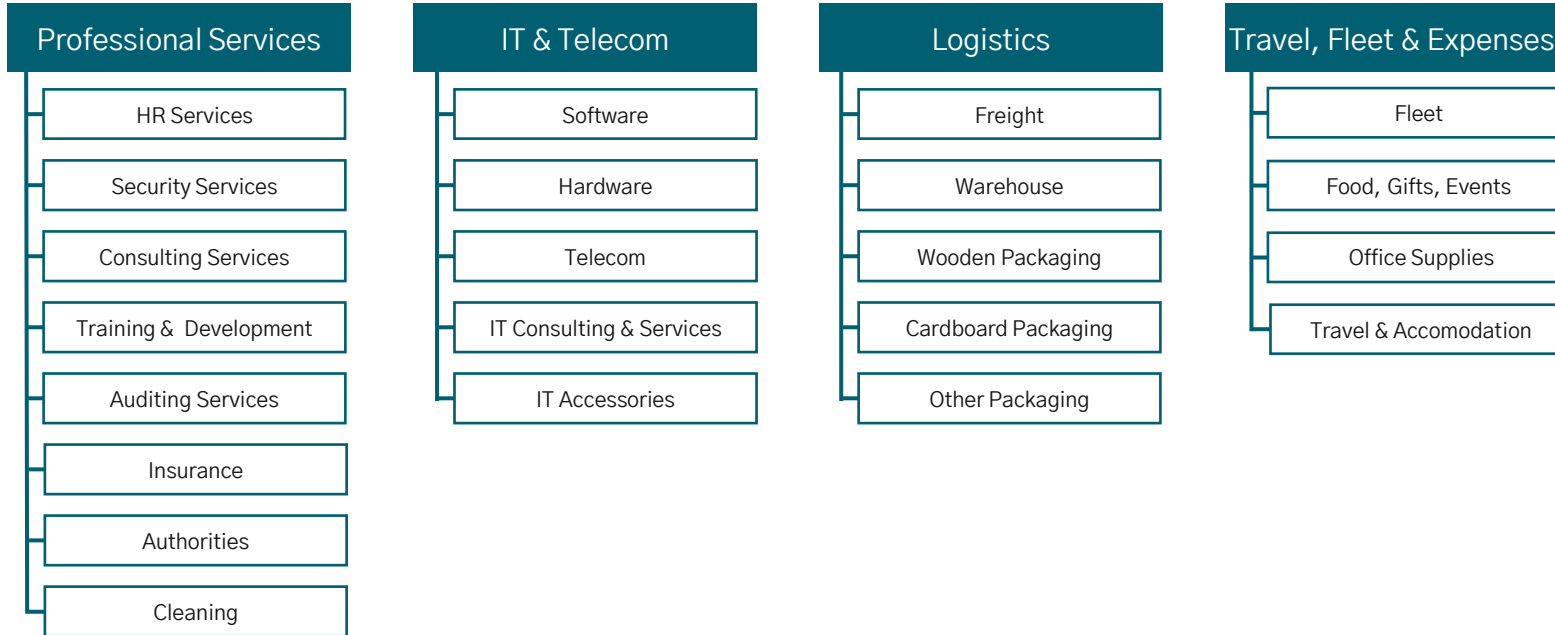 Professional Services
HR Services
Security Services
Consulting Services
Training & Development
Auditing Services
Insurance
Authorities
Cleaning
IT & Telecom
Software
Hardware
Telecom
IT Consulting & Services
IT Accessories
Logistics
Freight
Warehouse
Wooden Packaging
Cardboard Packaging
Other Packaging
Travel, Fleet & Expenses
Fleet
Food, Gifts, Events
Office Supplies
Travel & Accomodation